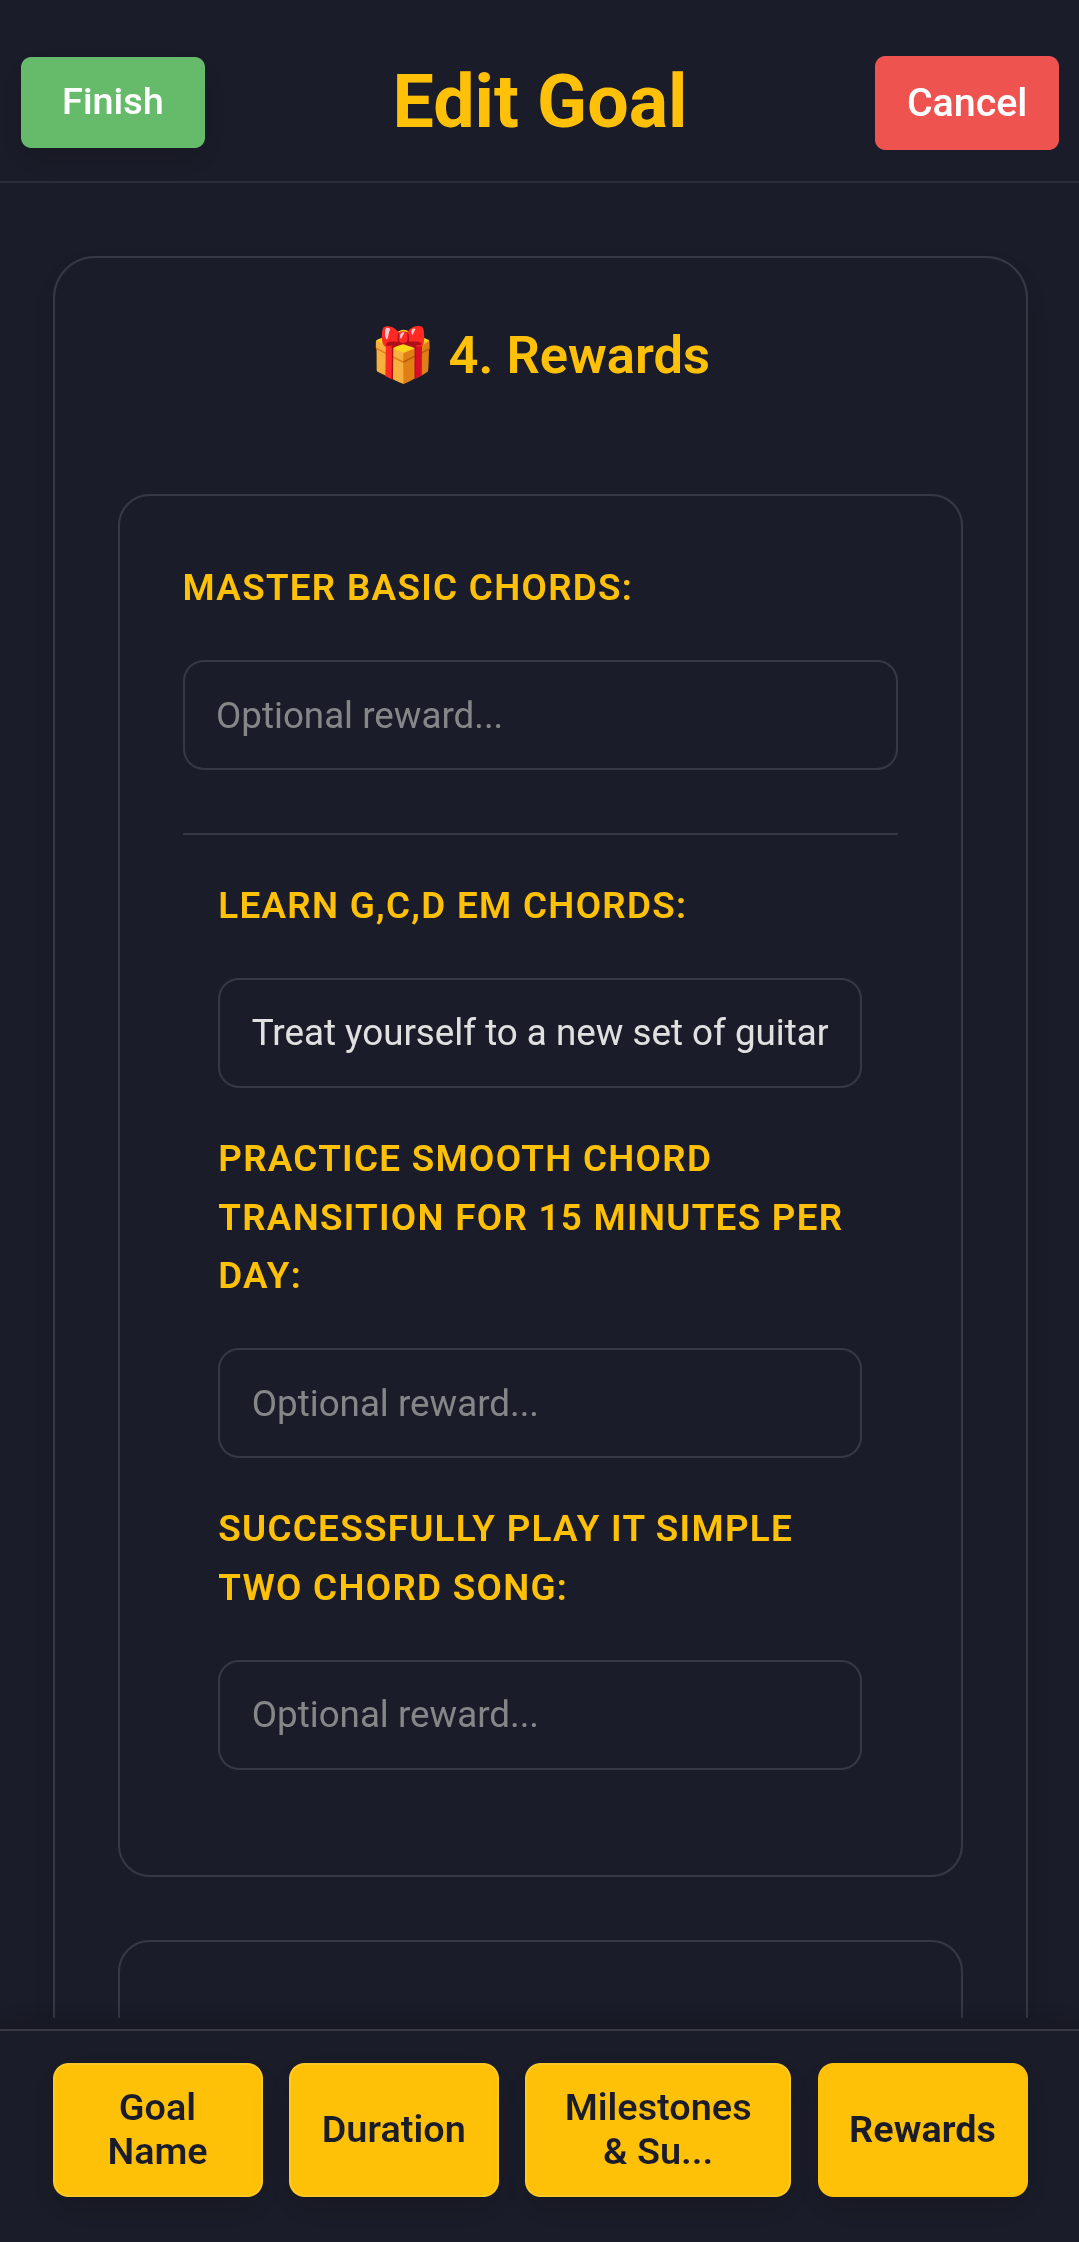 Finish
Edit Goal
Cancel
🎁 4. Rewards
MASTER BASIC CHORDS:
Optional reward...
LEARN G,C,D EM CHORDS:
Treat yourself to a new set of guitar
PRACTICE SMOOTH CHORD
TRANSITION FOR 15 MINUTES PER
DAY:
Optional reward...
SUCCESSFULLY PLAY IT SIMPLE
TWO CHORD SONG:
Optional reward...
Goal
Name
Duration
Milestones
& Su...
Rewards